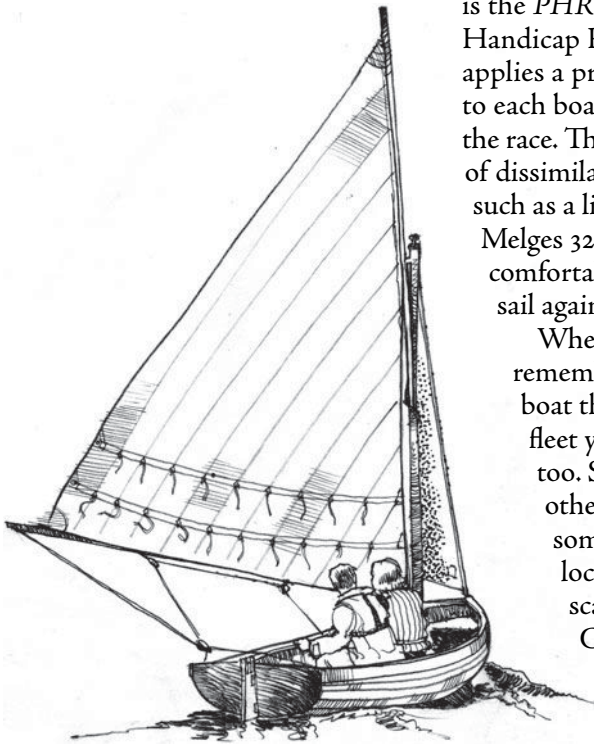 is the PHR
Handicap
applies a pr
to each boa
the race. Th
of dissimila
such as a li
Melges 32
comforta
sail again
Whe
remem
boat th
fleet y
too. S
othe
som
loc
sca